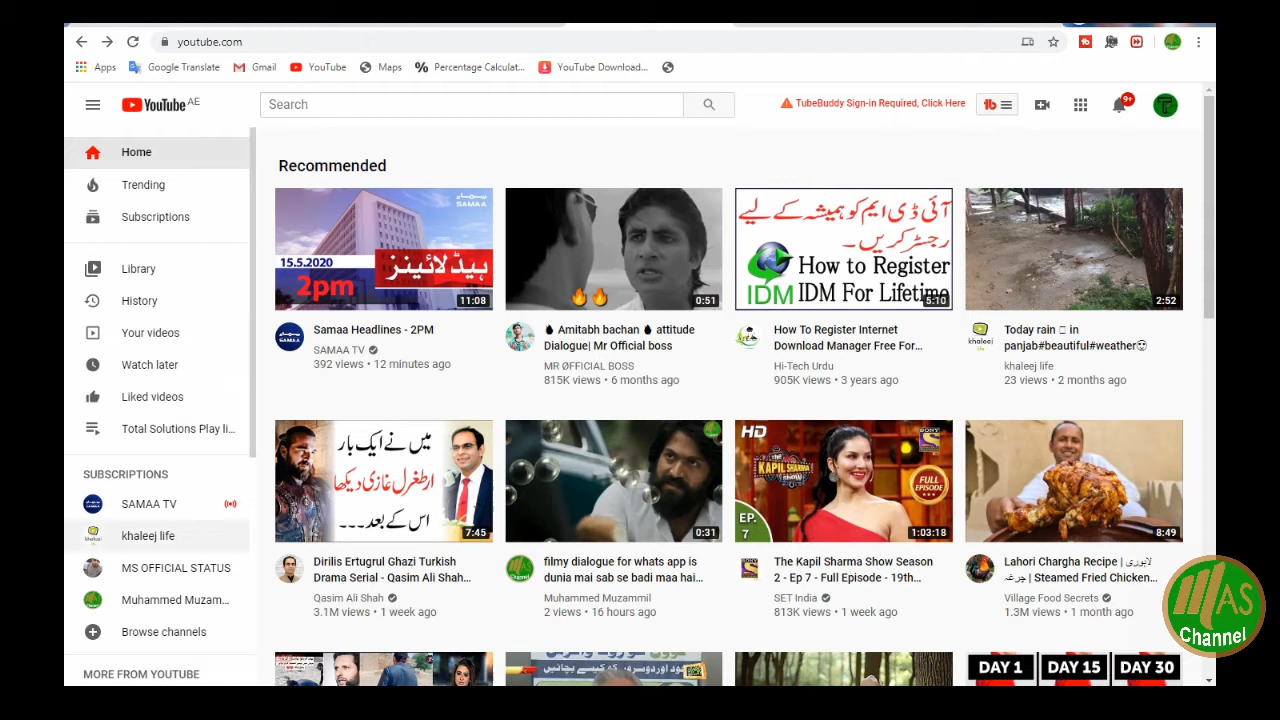 youtube.com
Apps Google Translate Gmail YouTube Maps Percentage Calculat... YouTube Download...
YouTube AE
Search
TubeBuddy Sign-in Required, Click Here
9+
Home
Trending
Subscriptions
Library
History
Your videos
Watch later
Liked videos
Total Solutions Play li...
SUBSCRIPTIONS
SAMAA TV
khaleej life
MS OFFICIAL STATUS
Muhammed Muzam...
Browse channels
MORE FROM YOUTUBE
Recommended
SAMAA
15.5.2020
ہیڈلائینز
2pm
11:08
Samaa Headlines - 2PM
SAMAA TV
392 views • 12 minutes ago
0:51
Amitabh bachan attitude
Dialogue| Mr Official boss
MR ØFFICIAL BOSS
815K views • 6 months ago
آئی ڈی ایم کو ہمیشہ کے لیے
رجسٹر کریں۔
How to Register
IDM IDM For Lifetime
5:10
How To Register Internet
Download Manager Free For...
Hi-Tech Urdu
905K views • 3 years ago
2:52
Today rain in
panjab#beautiful#weather
khaleej life
23 views • 2 months ago
میں نے ایک بار
ارطغرل غازی دیکھا
اس کے بعد...
7:45
Dirilis Ertugrul Ghazi Turkish
Drama Serial - Qasim Ali Shah...
Qasim Ali Shah
3.1M views • 1 week ago
0:31
filmy dialogue for whats app is
dunia mai sab se badi maa hai...
Muhammed Muzammil
2 views • 16 hours ago
HD
THE KAPIL SHARMA SHOW
SONY
FULL EPISODE
EP. 7
1:03:18
The Kapil Sharma Show Season
2 - Ep 7 - Full Episode - 19th...
SET India
813K views • 1 week ago
8:49
Lahori Chargha Recipe | لاہوری
چرغہ | Steamed Fried Chicken...
Village Food Secrets
1.3M views • 1 month ago
DAY 1 DAY 15 DAY 30
MAS
Channel